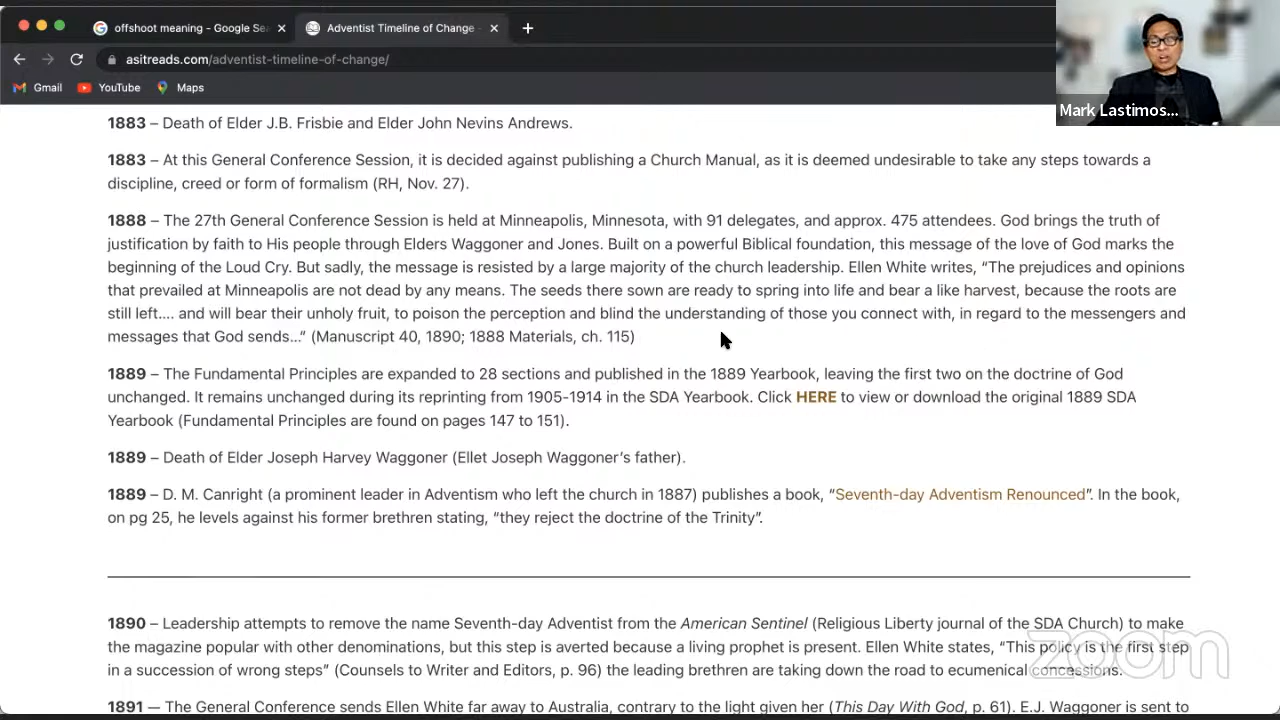 offshoot meaning - Google Se
Adventist Timeline of Change -
asitreads.com/adventist-timeline-of-change/
Gmail YouTube Maps
Mark Lastimos...
1883 – Death of Elder J.B. Frisbie and Elder John Nevins Andrews.
1883 – At this General Conference Session, it is decided against publishing a Church Manual, as it is deemed undesirable to take any steps towards a
discipline, creed or form of formalism (RH, Nov. 27).
1888 – The 27th General Conference Session is held at Minneapolis, Minnesota, with 91 delegates, and approx. 475 attendees. God brings the truth of
justification by faith to His people through Elders Waggoner and Jones. Built on a powerful Biblical foundation, this message of the love of God marks the
beginning of the Loud Cry. But sadly, the message is resisted by a large majority of the church leadership. Ellen White writes, “The prejudices and opinions
that prevailed at Minneapolis are not dead by any means. The seeds there sown are ready to spring into life and bear a like harvest, because the roots are
still left…. and will bear their unholy fruit, to poison the perception and blind the understanding of those you connect with, in regard to the messengers and
messages that God sends…” (Manuscript 40, 1890; 1888 Materials, ch. 115)
1889 – The Fundamental Principles are expanded to 28 sections and published in the 1889 Yearbook, leaving the first two on the doctrine of God
unchanged. It remains unchanged during its reprinting from 1905-1914 in the SDA Yearbook. Click HERE to view or download the original 1889 SDA
Yearbook (Fundamental Principles are found on pages 147 to 151).
1889 – Death of Elder Joseph Harvey Waggoner (Ellet Joseph Waggoner’s father).
1889 – D. M. Canright (a prominent leader in Adventism who left the church in 1887) publishes a book, “Seventh-day Adventism Renounced”. In the book,
on pg 25, he levels against his former brethren stating, “they reject the doctrine of the Trinity”.
1890 – Leadership attempts to remove the name Seventh-day Adventist from the American Sentinel (Religious Liberty journal of the SDA Church) to make
the magazine popular with other denominations, but this step is averted because a living prophet is present. Ellen White states, “This policy is the first step
in a succession of wrong steps” (Counsels to Writer and Editors, p. 96) the leading brethren are taking down the road to ecumenical concessions.
1891 — The General Conference sends Ellen White far away to Australia, contrary to the light given her (This Day With God, p. 61). E.J. Waggoner is sent to
zoom